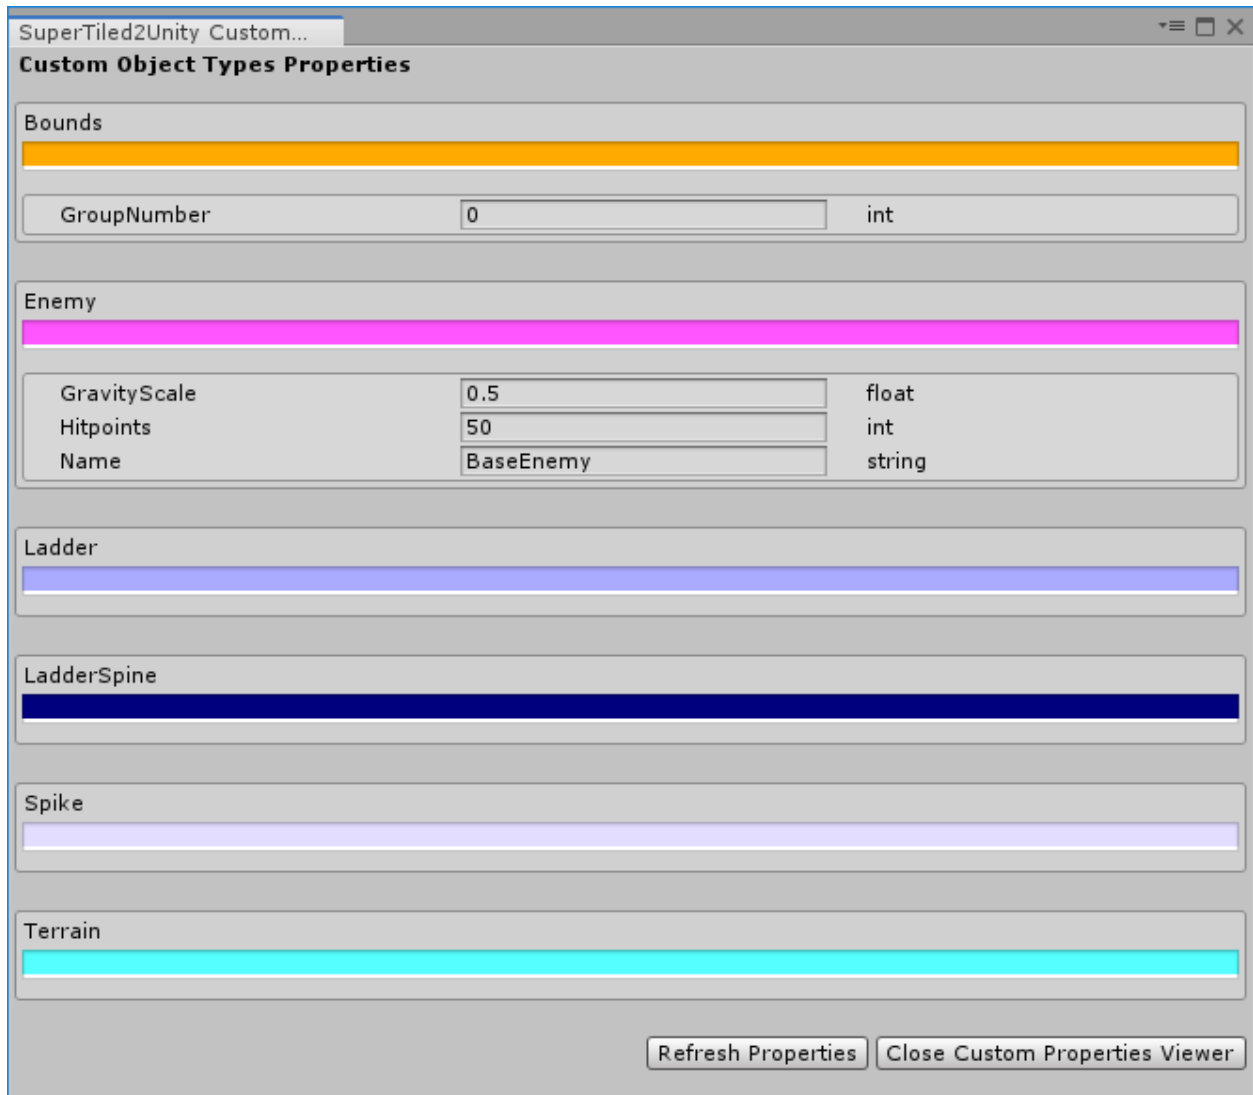 SuperTiled2Unity Custom...
Custom Object Types Properties
Bounds
GroupNumber 0 int
Enemy
GravityScale 0.5 float
Hitpoints 50 int
Name BaseEnemy string
Ladder
LadderSpine
Spike
Terrain
Refresh Properties Close Custom Properties Viewer